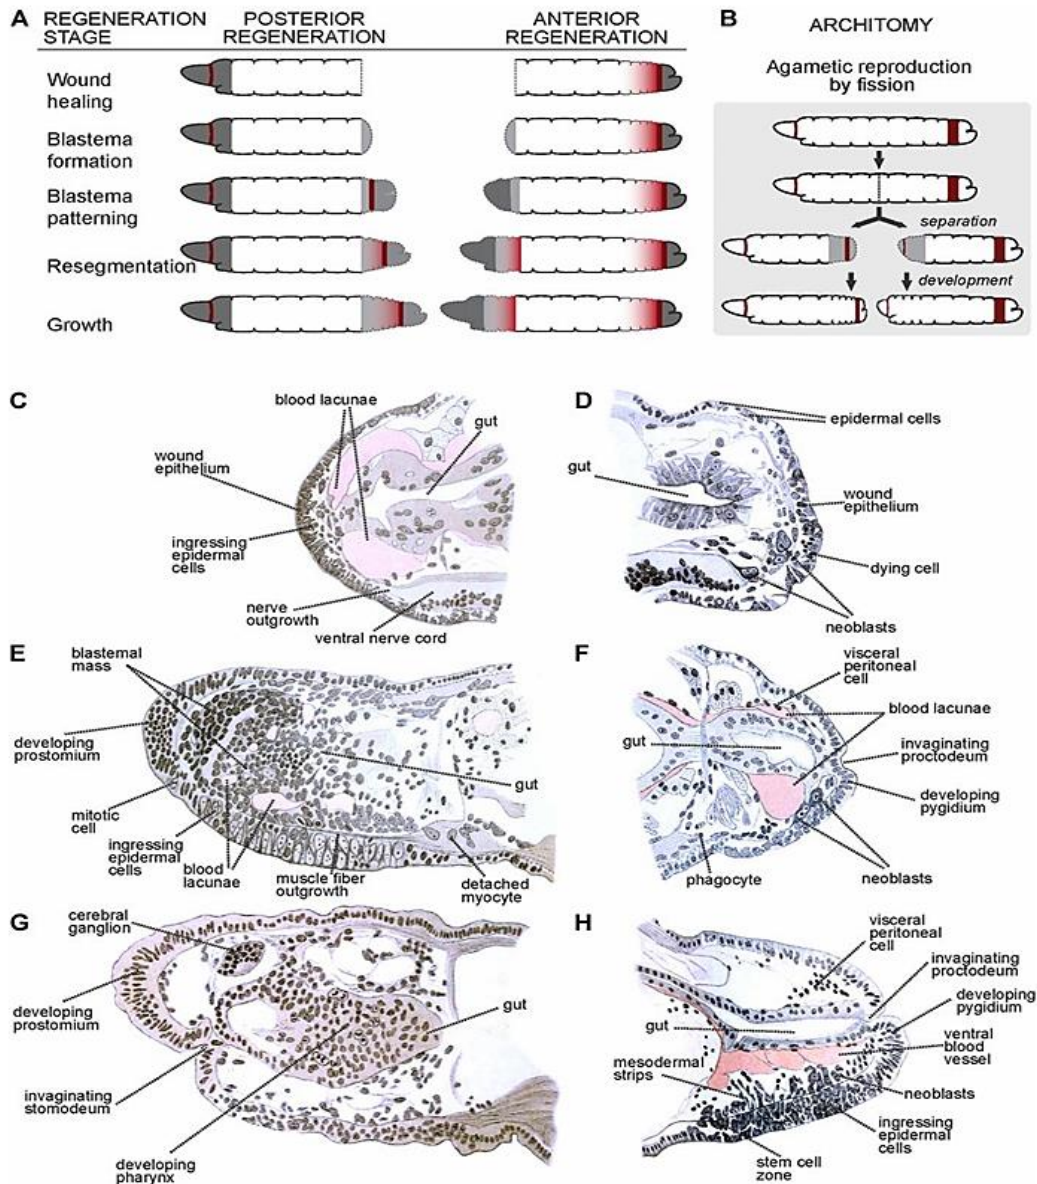 A
REGENERATION
STAGE
POSTERIOR
REGENERATION
ANTERIOR
REGENERATION
Wound
healing
Blastema
formation
Blastema
patterning
Resegmentation
Growth
B
ARCHITOMY
Agametic reproduction
by fission
separation
development
C
blood lacunae
gut
wound
epithelium
ingressing
epidermal
cells
nerve
outgrowth
ventral nerve cord
D
epidermal cells
gut
wound
epithelium
dying cell
neoblasts
E
blastemal
mass
developing
prostomium
gut
mitotic
cell
ingressing
epidermal
cells
blood
lacunae
muscle fiber
outgrowth
detached
myocyte
F
visceral
peritoneal
cell
blood lacunae
gut
invaginating
proctodeum
developing
pygidium
phagocyte
neoblasts
G
cerebral
ganglion
developing
prostomium
gut
invaginating
stomodeum
developing
pharynx
H
visceral
peritoneal
cell
invaginating
proctodeum
developing
pygidium
gut
ventral
blood
vessel
mesodermal
strips
neoblasts
ingressing
epidermal
cells
stem cell
zone